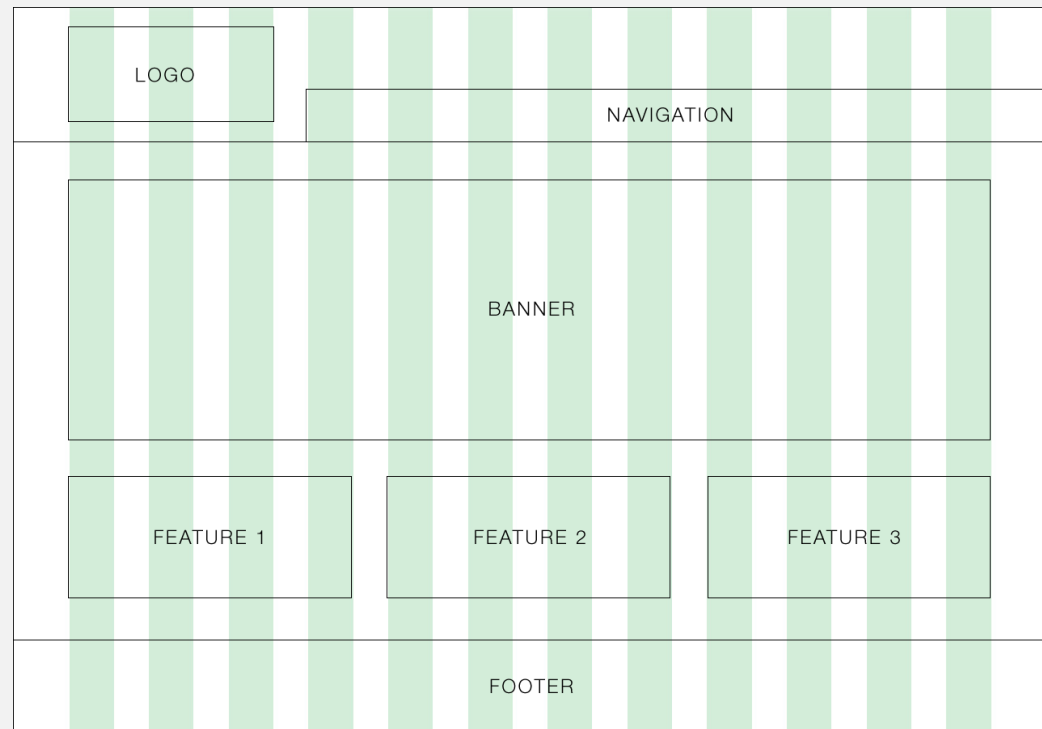 LOGO
NAVIGATION
BANNER
FEATURE 1
FEATURE 2
FEATURE 3
FOOTER